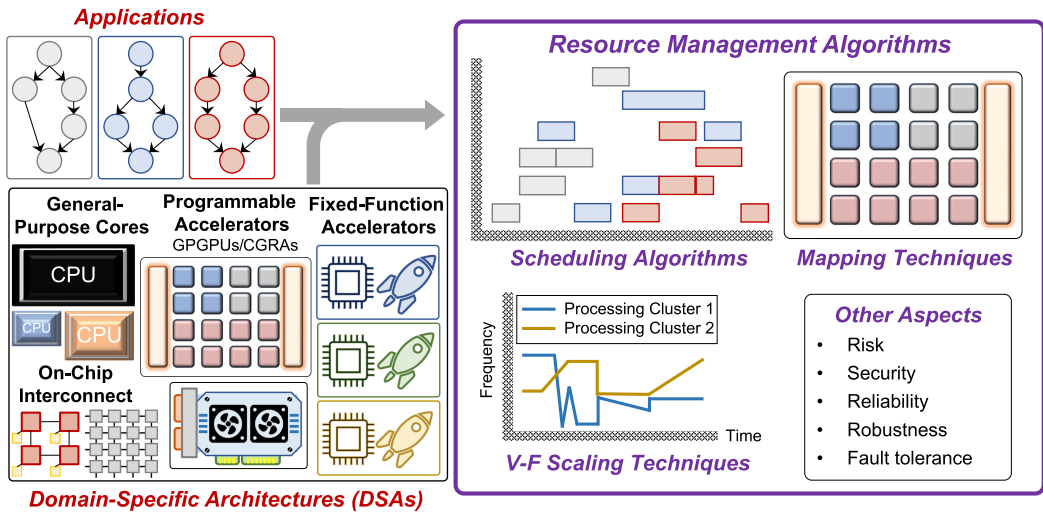 Applications
General-
Purpose Cores
CPU
CPU
CPU
On-Chip
Interconnect
Programmable
Accelerators
GPGPUs/CGRAs
Fixed-Function
Accelerators
Domain-Specific Architectures (DSAs)
Resource Management Algorithms
Scheduling Algorithms
Mapping Techniques
Processing Cluster 1
Processing Cluster 2
Frequency
Time
V-F Scaling Techniques
Other Aspects
• Risk
• Security
• Reliability
• Robustness
• Fault tolerance